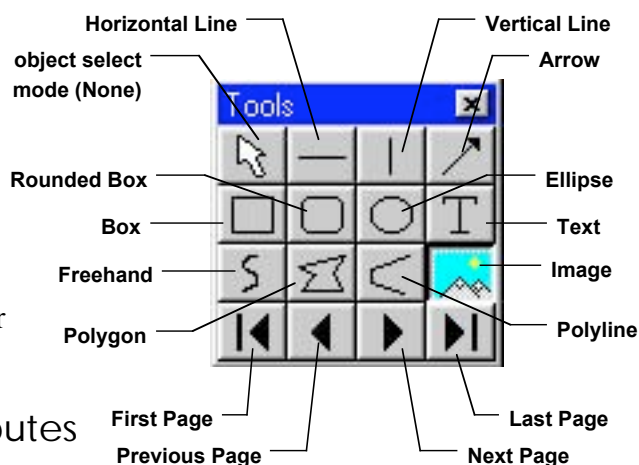 Horizontal Line
Vertical Line
object select
mode (None)
Arrow
Tools
Rounded Box
Ellipse
Box
T
Text
Freehand
Image
r
Polygon
Polyline
First Page
Last Page
outes
Previous Page
Next Page